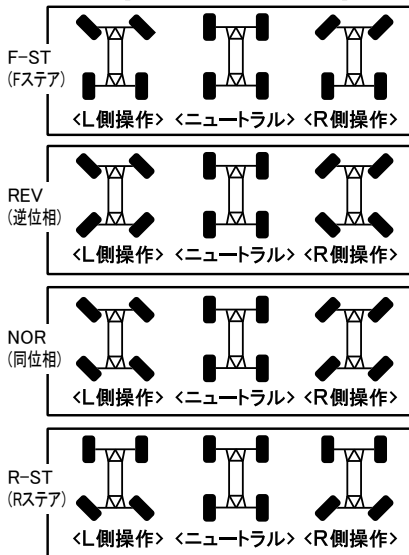 F-ST
(Fステア)
<L側操作> <ニュートラル> <R側操作>
REV
(逆位相)
<L側操作> <ニュートラル> <R側操作>
NOR
(同位相)
<L側操作> <ニュートラル> <R側操作>
R-ST
(Rステア)
<L側操作> <ニュートラル> <R側操作>